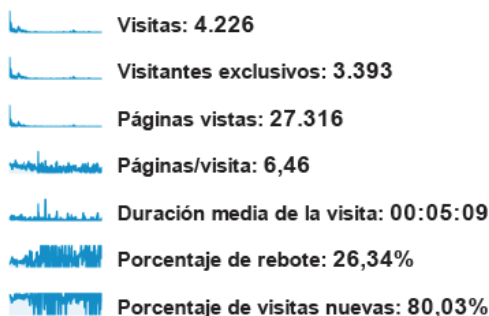 Visitas: 4.226
Visitantes exclusivos: 3.393
Páginas vistas: 27.316
Páginas/visita: 6,46
Duración media de la visita: 00:05:09
Porcentaje de rebote: 26,34%
Porcentaje de visitas nuevas: 80,03%